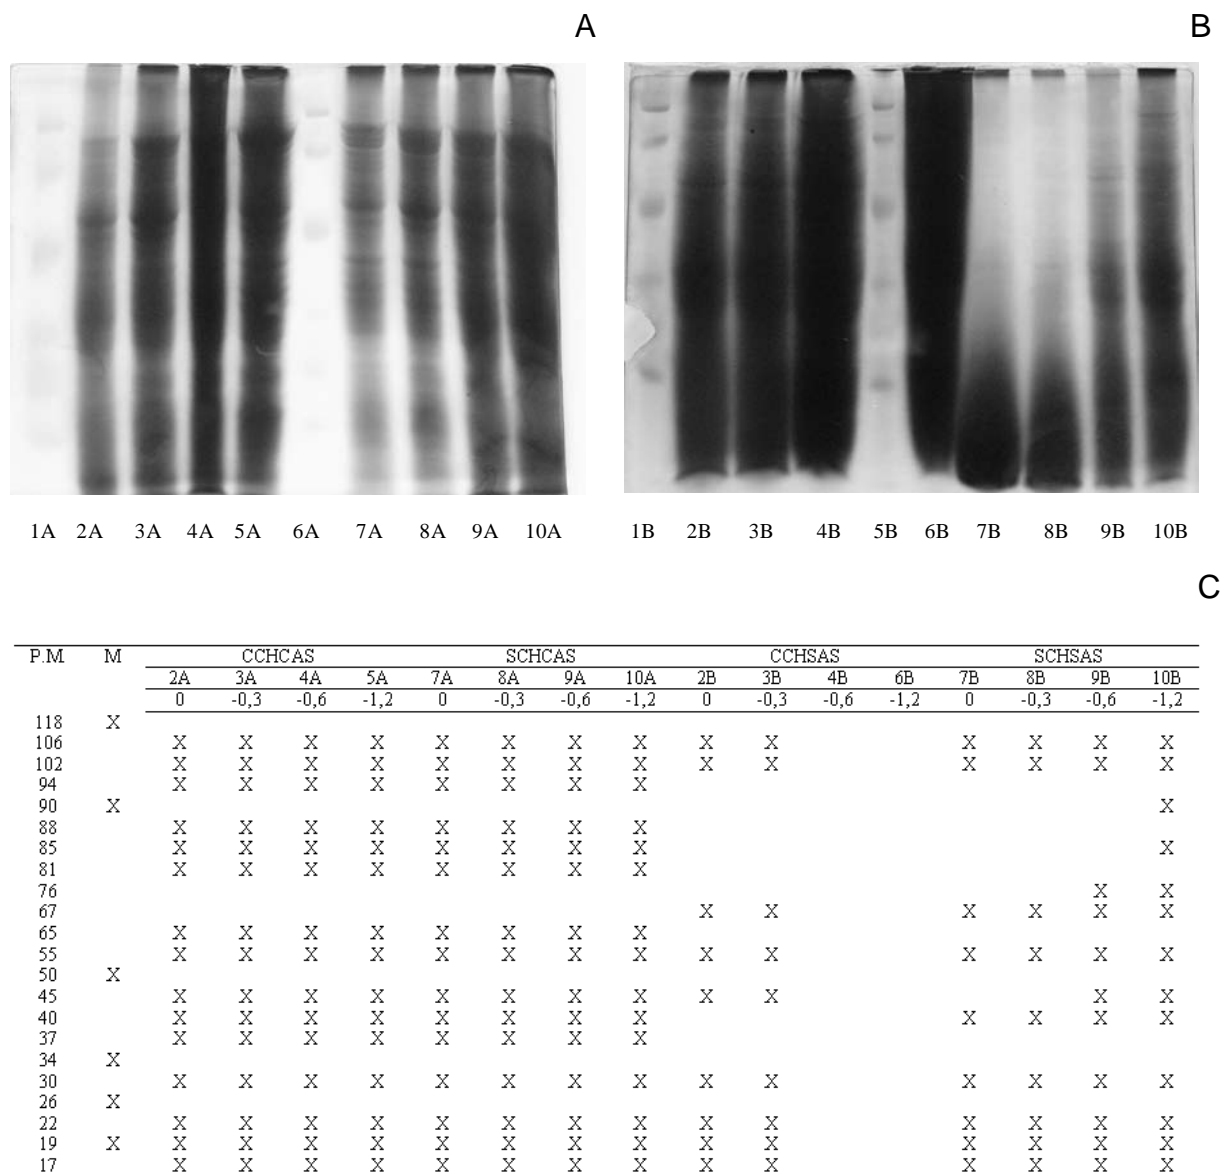 A
B
1A 2A 3A 4A 5A 6A 7A 8A 9A 10A 1B 2B 3B 4B 5B 6B 7B 8B 9B 10B
C
P.M M CCHCAS SCHCAS CCHSAS SCHSAS
2A 3A 4A 5A 7A 8A 9A 10A 2B 3B 4B 6B 7B 8B 9B 10B
0 -0,3 -0,6 -1,2 0 -0,3 -0,6 -1,2 0 -0,3 -0,6 -1,2 0 -0,3 -0,6 -1,2
118 X
106 X X X X X X X X X X X X X X
102 X X X X X X X X X X X X X X
94 X X X X X X X X
90 X X
88 X X X X X X X X
85 X X X X X X X X X
81 X X X X X X X X
76 X X
67 X X X X X X
65 X X X X X X X X
55 X X X X X X X X X X X X X X
50 X
45 X X X X X X X X X X X X
40 X X X X X X X X X X X X
37 X X X X X X X X
34 X
30 X X X X X X X X X X X X X X
26 X
22 X X X X X X X X X X X X X X
19 X X X X X X X X X X X X X X X
17 X X X X X X X X X X X X X X